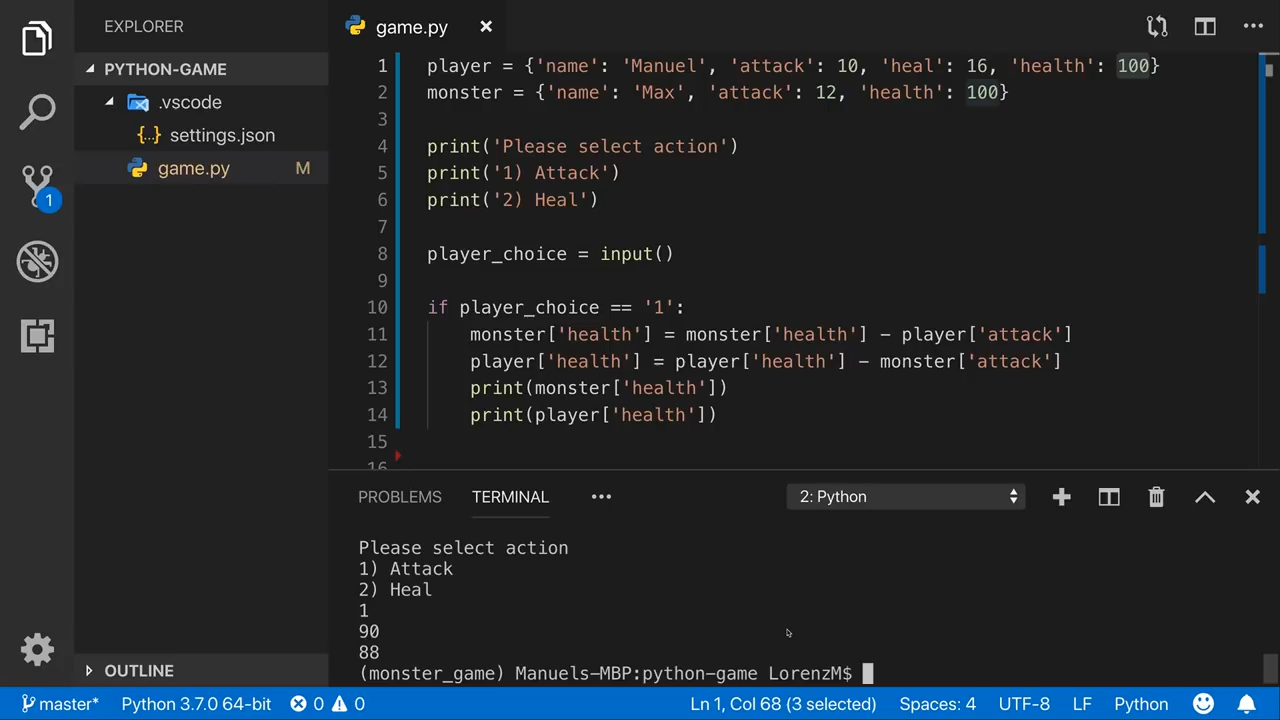 EXPLORER
PYTHON-GAME
.vscode
{..} settings.json
game.py M
1
game.py
1 player = {'name': 'Manuel', 'attack': 10, 'heal': 16, 'health': 100}
2 monster = {'name': 'Max', 'attack': 12, 'health': 100}
3
4 print('Please select action')
5 print('1) Attack')
6 print('2) Heal')
7
8 player_choice = input()
9
10 if player_choice == '1':
11 monster['health'] = monster['health'] - player['attack']
12 player['health'] = player['health'] - monster['attack']
13 print(monster['health'])
14 print(player['health'])
15
16
PROBLEMS TERMINAL ••• 2: Python
Please select action
1) Attack
2) Heal
1
90
88
(monster_game) Manuels-MBP:python-game LorenzM$
OUTLINE
master* Python 3.7.0 64-bit 0 0 Ln 1, Col 68 (3 selected) Spaces: 4 UTF-8 LF Python